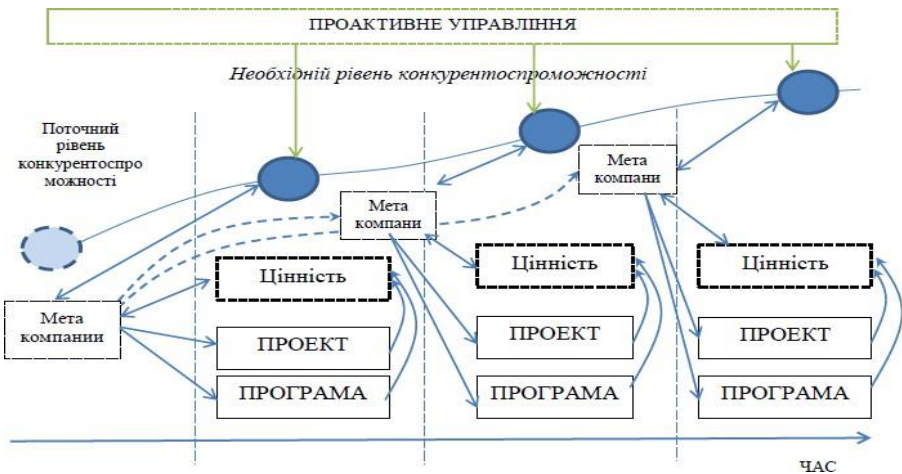 ПРОАКТИВНЕ УПРАВЛІННЯ
Необхідній рівень конкурентоспроможності
Поточний
рівень
конкурентоспро
можності
Мета
компани
Мета
компани
Мета
компании
Цінність
Цінність
Цінність
ПРОЕКТ
ПРОЕКТ
ПРОЕКТ
ПРОГРАМА
ПРОГРАМА
ПРОГРАМА
ЧАС